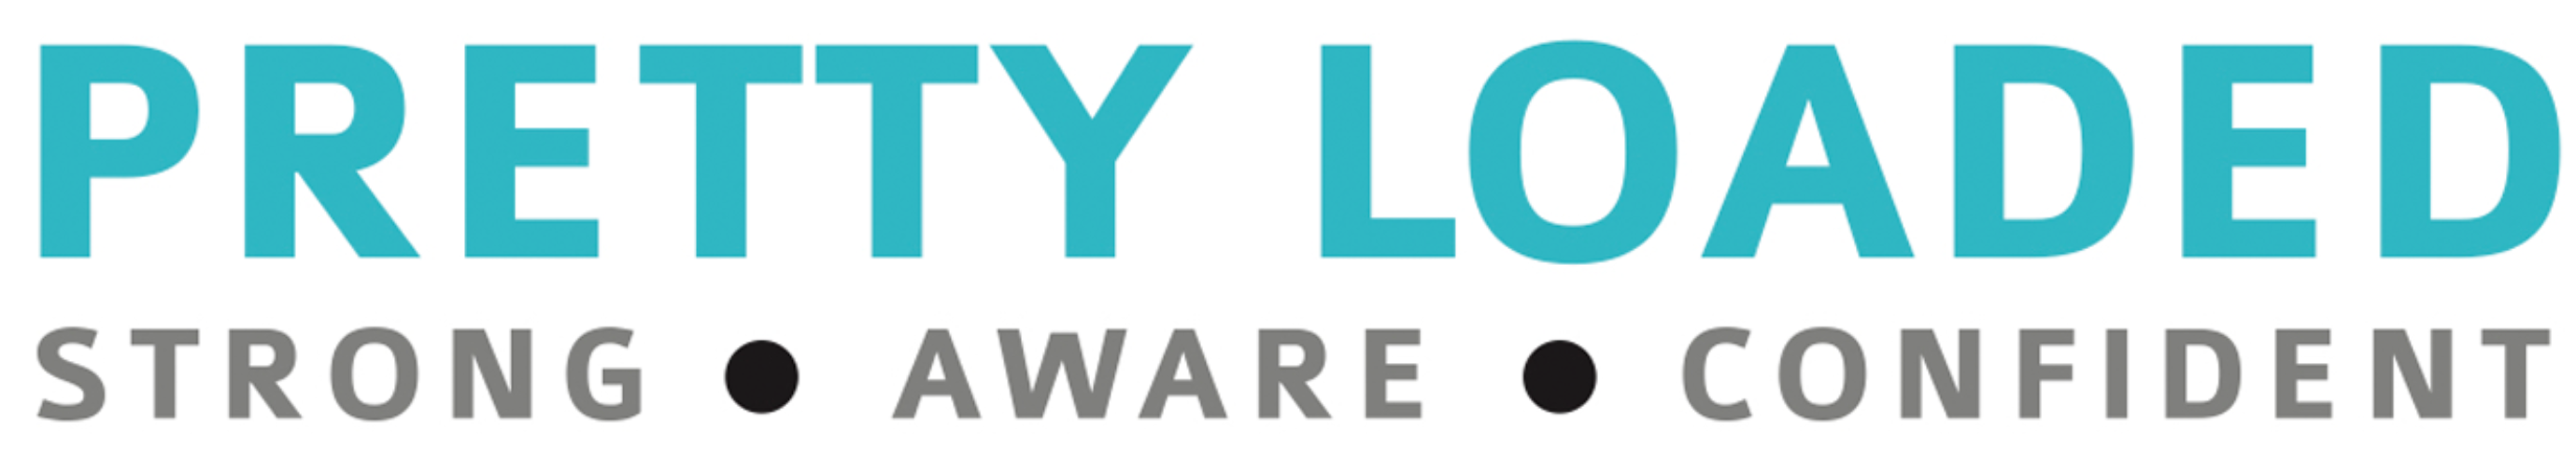 PRETTY LOADED
STRONG ● AWARE ● CONFIDENT